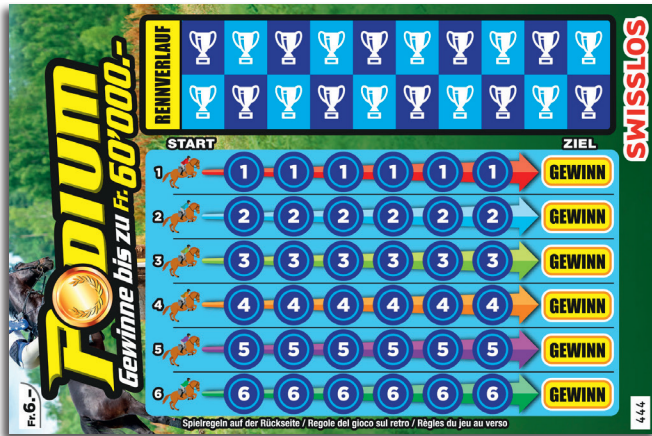 PODIUM
Gewinne bis zu Fr. 60'000.-
Fr. 6.–
RENNVERLAUF
SWISSLOS
START ZIEL
1 1 1 1 1 1 1 GEWINN
2 2 2 2 2 2 2 GEWINN
3 3 3 3 3 3 3 GEWINN
4 4 4 4 4 4 4 GEWINN
5 5 5 5 5 5 5 GEWINN
6 6 6 6 6 6 6 GEWINN
Spielregeln auf der Rückseite / Regole del gioco sul retro / Règles du jeu au verso
444